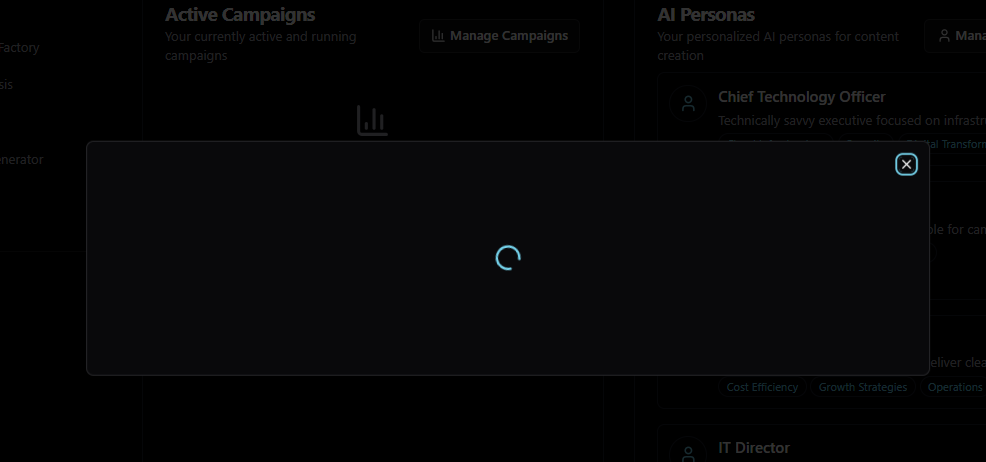 Factory
sis
enerator
Active Campaigns
Your currently active and running
campaigns
Manage Campaigns
AI Personas
Your personalized AI personas for content
creation
Mana
Chief Technology Officer
Technically savvy executive focused on infrastr
al Transform
ble for cam
eliver clea
Cost Efficiency
Growth Strategies
Operations
IT Director